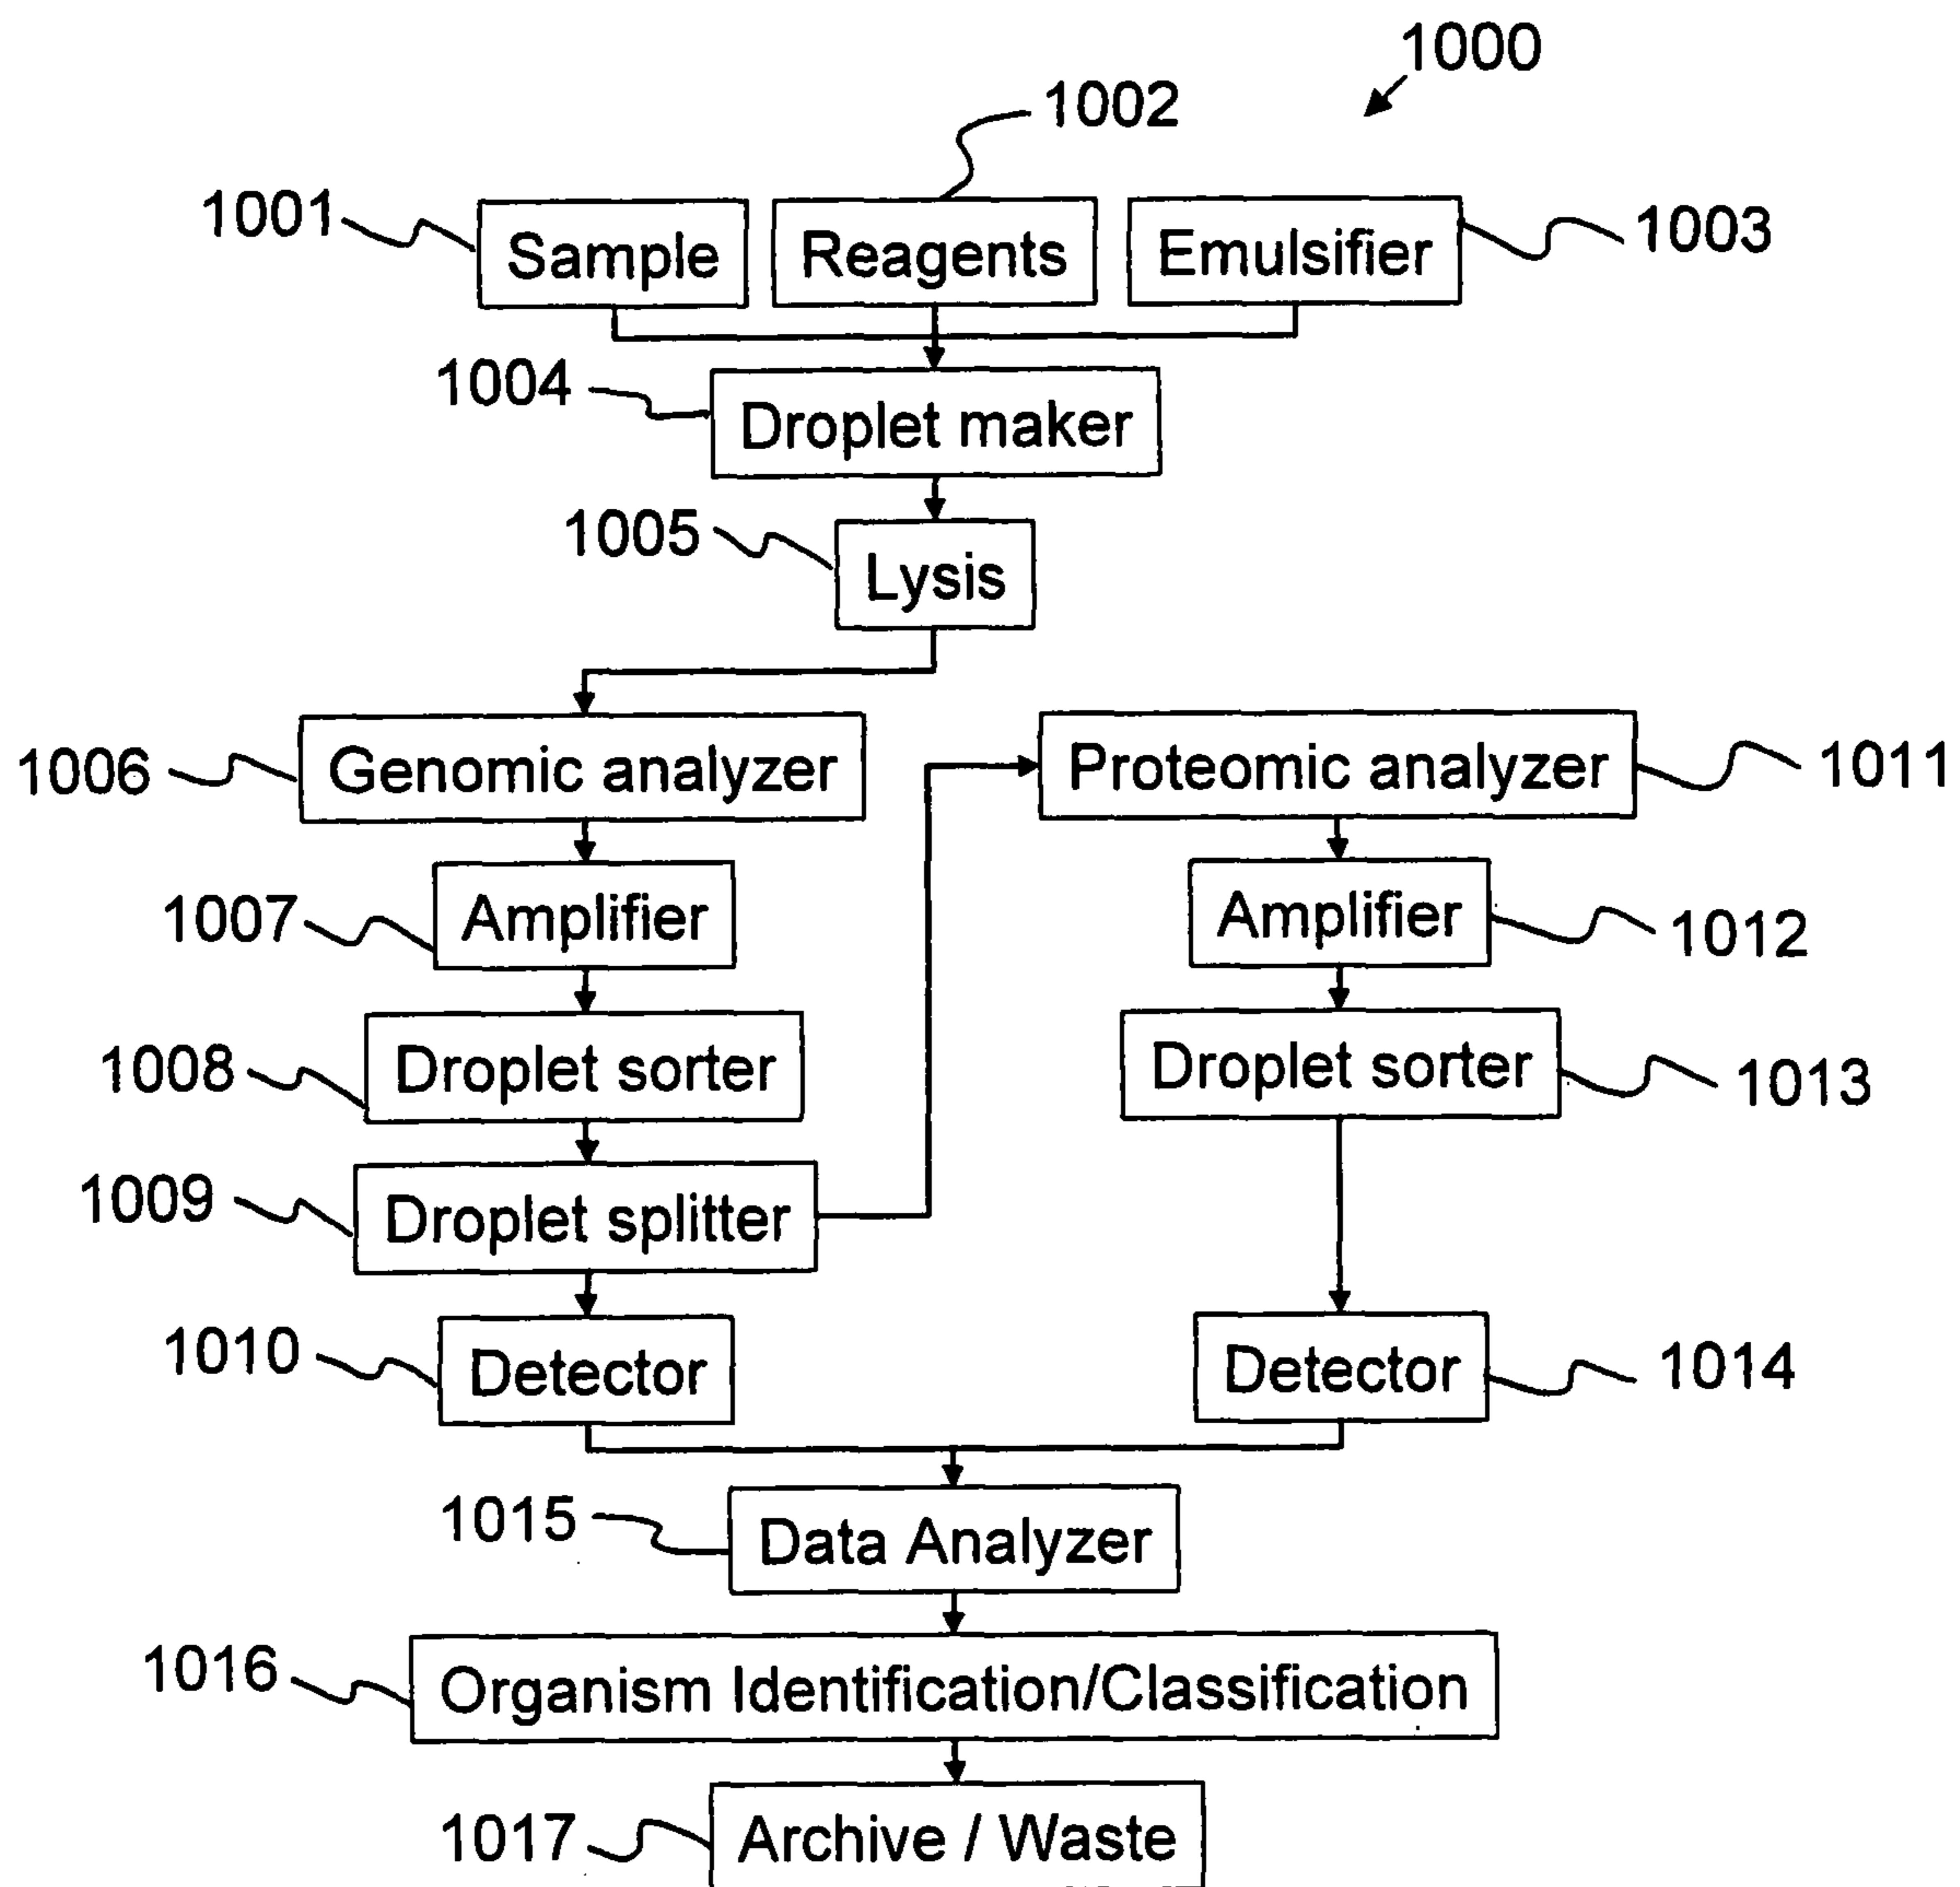 1000
1002
1001
Sample
Reagents
Emulsifier
1003
1004
Droplet maker
1005
Lysis
1006
Genomic analyzer
Proteomic analyzer
1011
1007
Amplifier
Amplifier
1012
1008
Droplet sorter
Droplet sorter
1013
1009
Droplet splitter
1010
Detector
Detector
1014
1015
Data Analyzer
1016
Organism Identification/Classification
1017
Archive / Waste